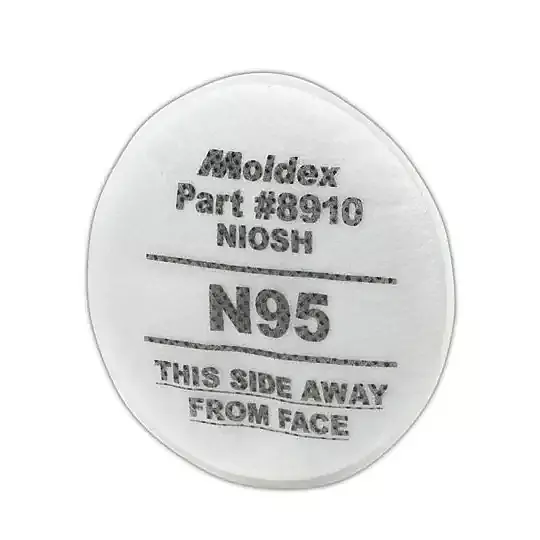 Moldex
Part #8910
NIOSH
N95
THIS SIDE AWAY
FROM FACE